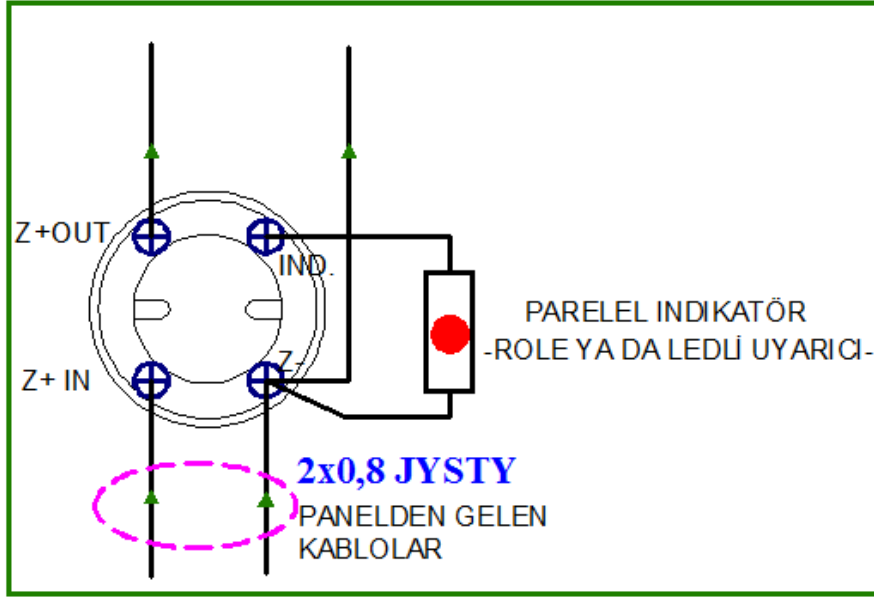 Z+OUT
IND.
PARELEL INDIKATÖR
-ROLE YA DA LEDLİ UYARICI-
Z+ IN
Z-
2x0,8 JYSTY
PANELDEN GELEN
KABLOLAR